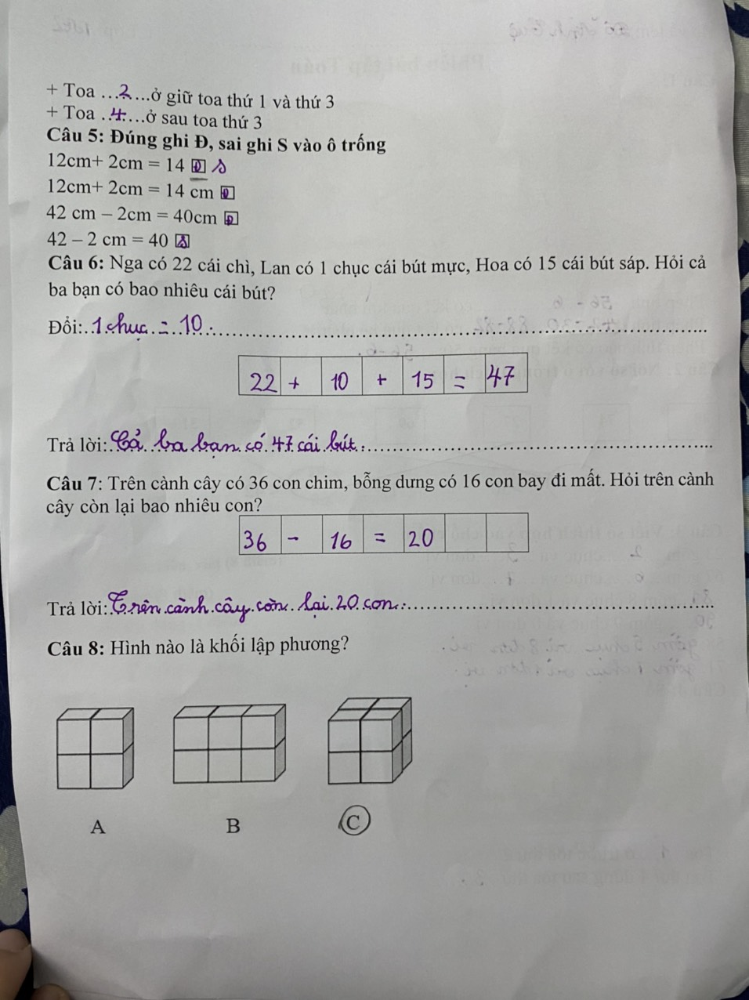 + Toa ...2....ở giữ toa thứ 1 và thứ 3
+ Toa ..4....ở sau toa thứ 3
Câu 5: Đúng ghi Đ, sai ghi S vào ô trống
12cm+ 2cm = 14 Đ s
12cm+ 2cm = 14 cm Đ
42 cm – 2cm = 40cm Đ
42 – 2 cm = 40 s
Câu 6: Nga có 22 cái chì, Lan có 1 chục cái bút mực, Hoa có 15 cái bút sáp. Hỏi cả
ba bạn có bao nhiêu cái bút?
Đổi: 1 chục = 10.
22 + 10 + 15 = 47
Trả lời: Cả ba bạn có 47 cái bút.
Câu 7: Trên cành cây có 36 con chim, bỗng dưng có 16 con bay đi mất. Hỏi trên cành
cây còn lại bao nhiêu con?
36 - 16 = 20
Trả lời: Trên cành cây còn lại 20 con.
Câu 8: Hình nào là khối lập phương?
A B C